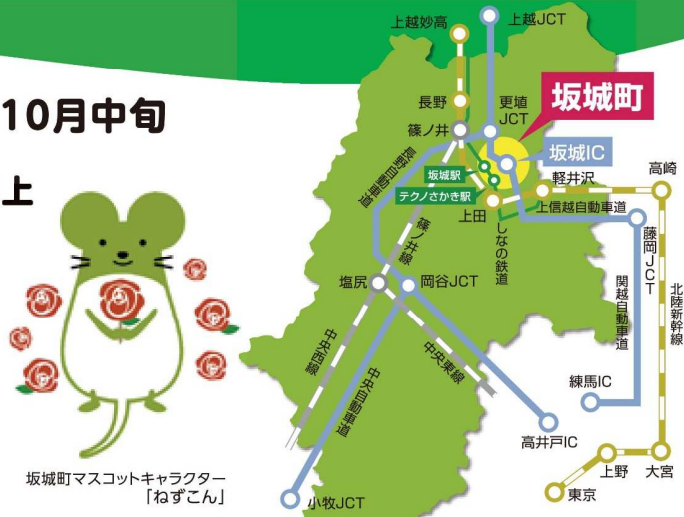 10月中旬
上
坂城町マスコットキャラクター
「ねずこん」
上越妙高
上越JCT
長野
更埴
JCT
篠ノ井
坂城町
坂城IC
坂城駅
テクノさかき駅
軽井沢
高崎
上田
上信越自動車道
長野自動車道
篠ノ井線
しなの鉄道
藤岡JCT
関越自動車道
北陸新幹線
塩尻
岡谷JCT
中央西線
中央自動車道
中央東線
練馬IC
高井戸IC
上野
大宮
東京
小牧JCT